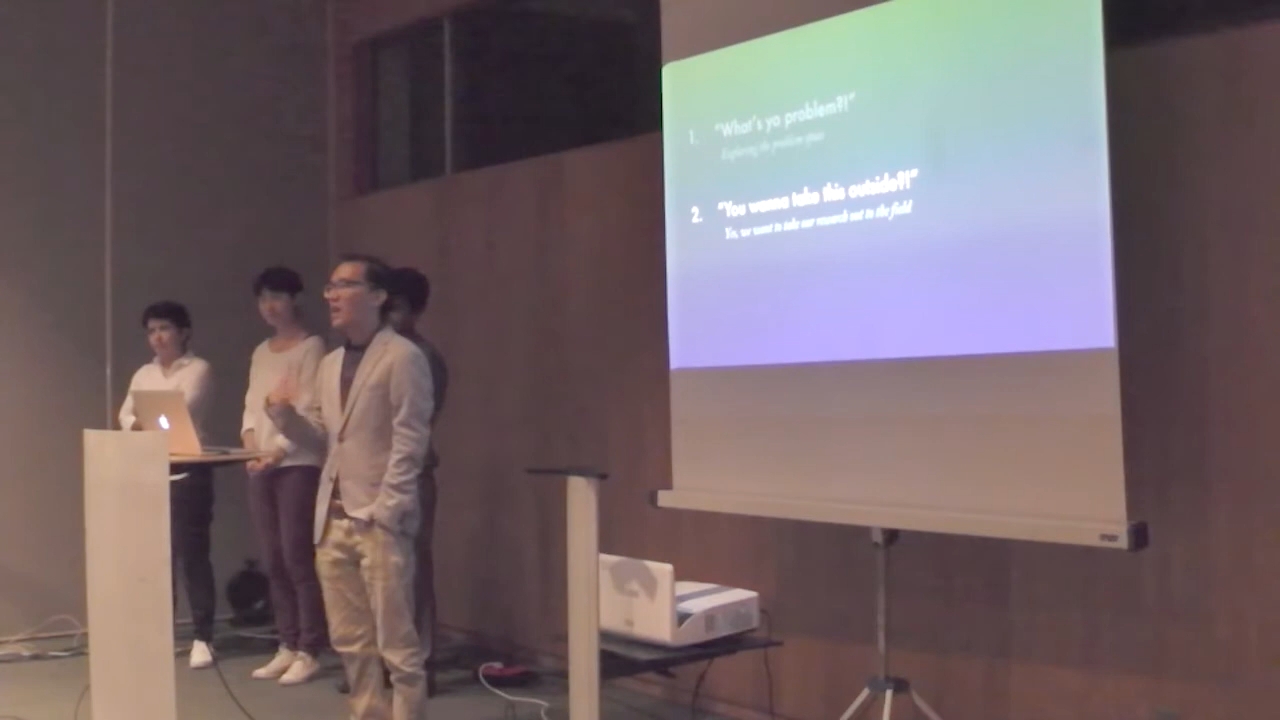 1. "What's yo problem?!"
Exploring the problem space
2. "You wanna take this outside?!"
Yes, we want to take our research out to the field